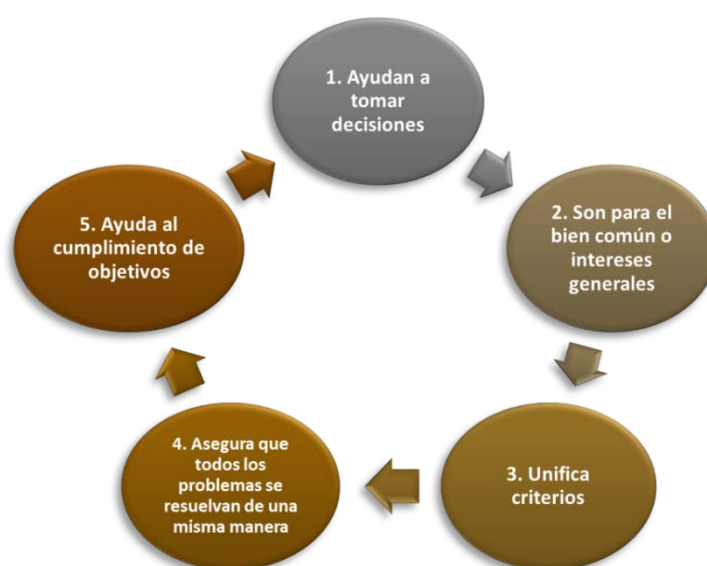 1. Ayudan a
tomar
decisiones
2. Son para el
bien común o
intereses
generales
3. Unifica
criterios
4. Asegura que
todos los
problemas se
resuelvan de una
misma manera
5. Ayuda al
cumplimiento de
objetivos